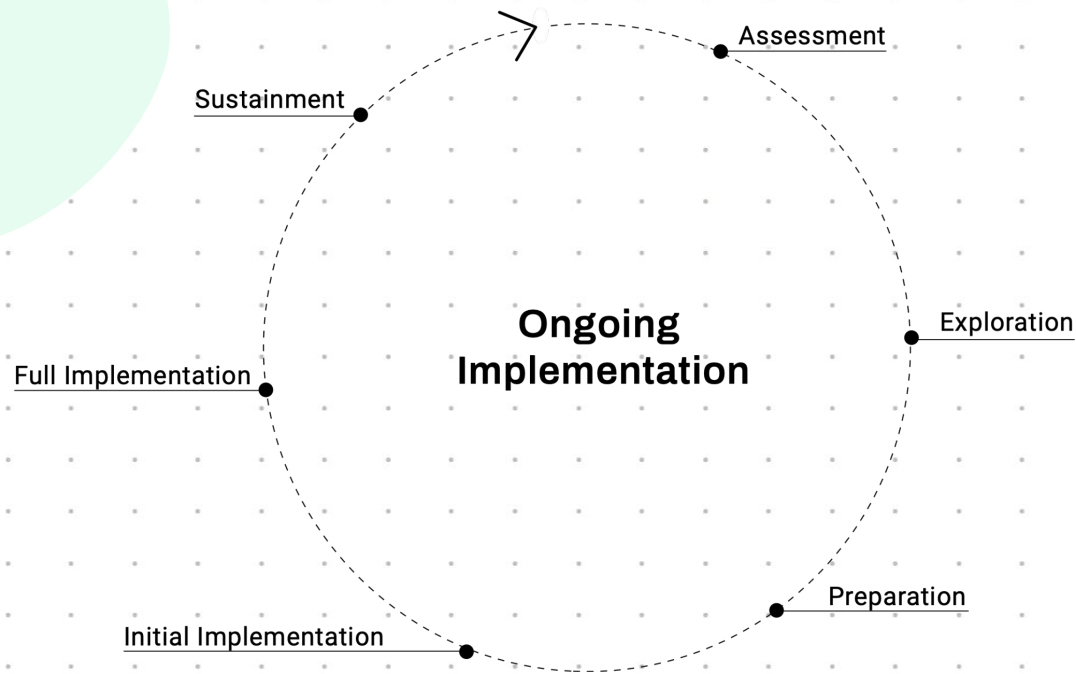 Assessment
Sustainment
Exploration
Ongoing
Implementation
Full Implementation
Preparation
Initial Implementation